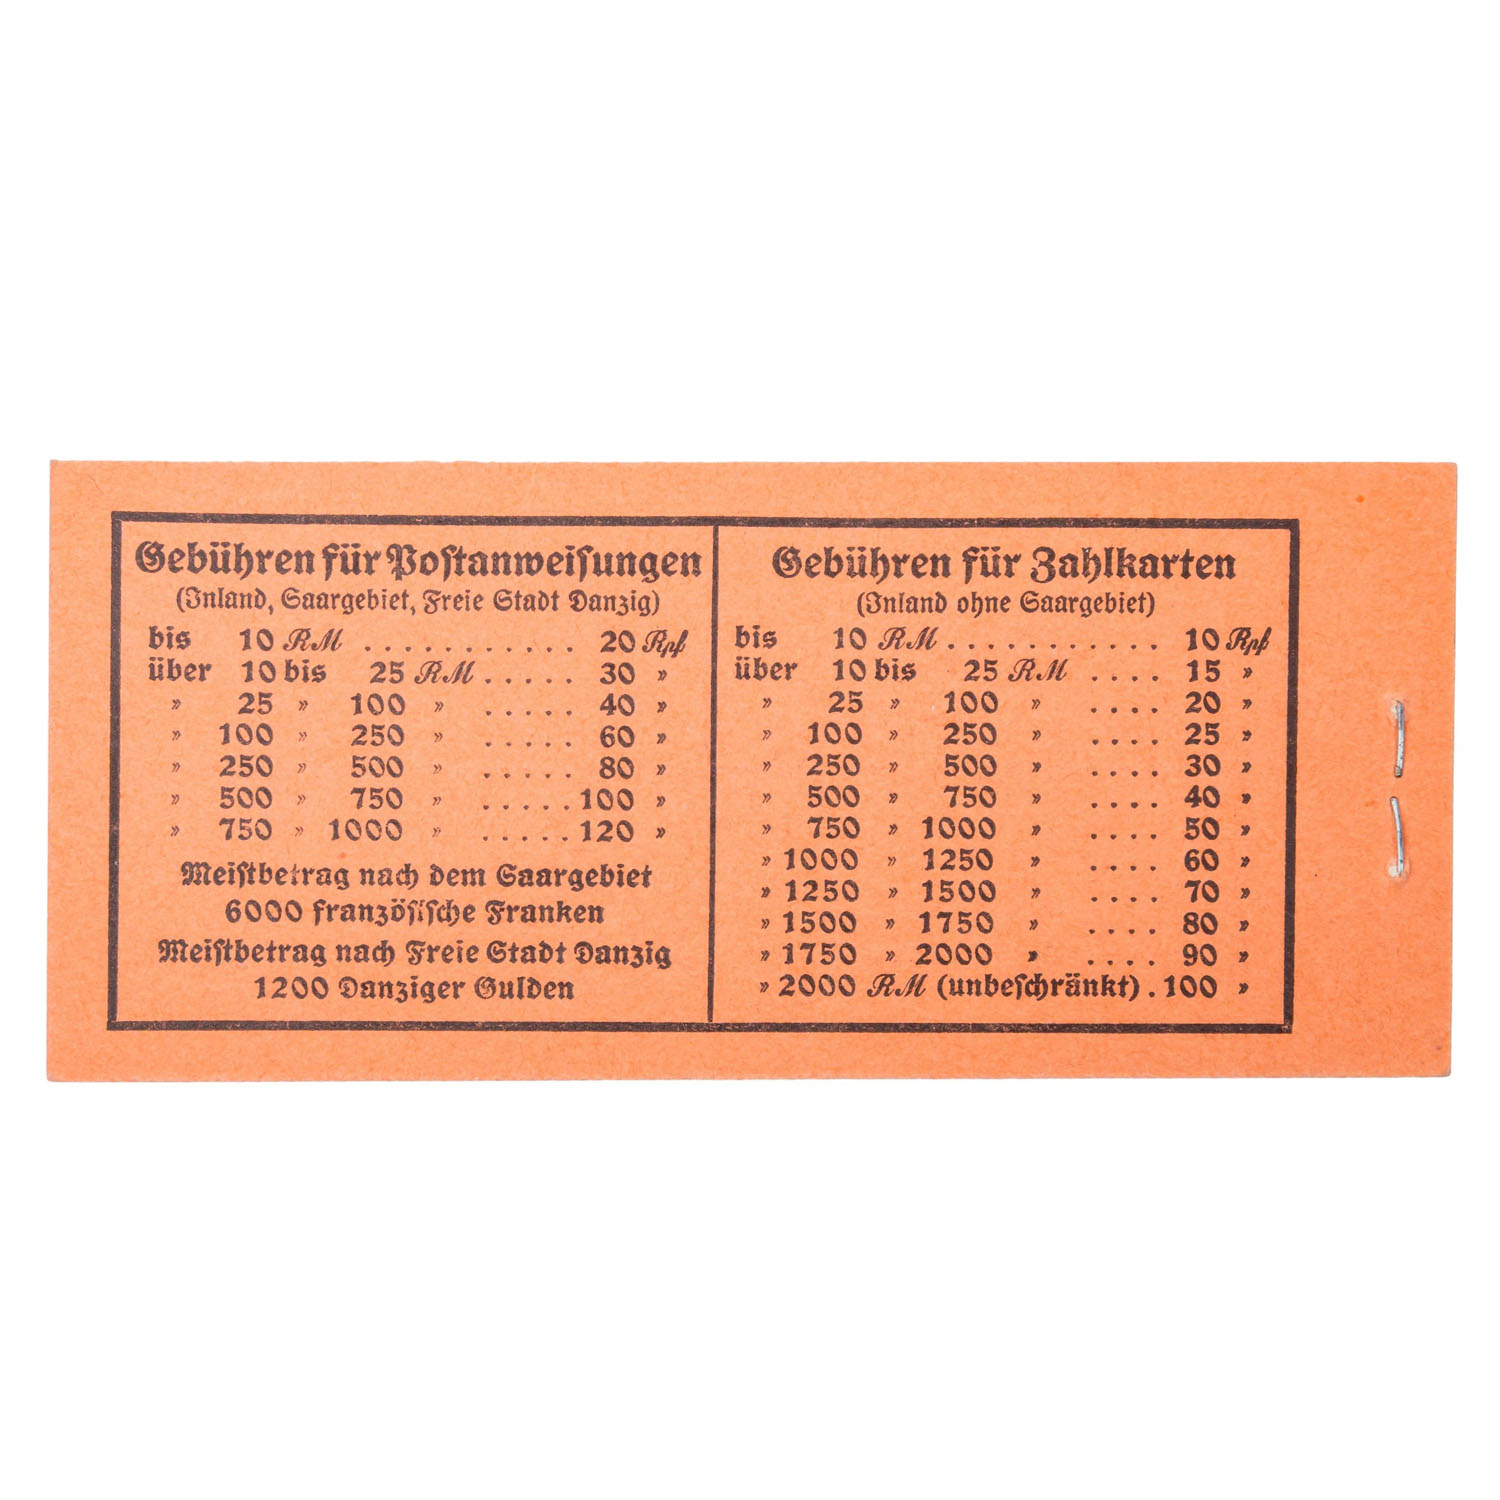 Gebühren für Postanweisungen
(Inland, Saargebiet, Freie Stadt Danzig)
bis 10 RM . . . . . . . . . . . 20 Rpf
über 10 bis 25 RM . . . . . 30 »
» 25 » 100 » . . . . . 40 »
» 100 » 250 » . . . . . 60 »
» 250 » 500 » . . . . . 80 »
» 500 » 750 » . . . . . 100 »
» 750 » 1000 » . . . . . 120 »
Meistbetrag nach dem Saargebiet
6000 französische Franken
Meistbetrag nach Freie Stadt Danzig
1200 Danziger Gulden
Gebühren für Zahlkarten
(Inland ohne Saargebiet)
bis 10 RM . . . . . . . . . . . 10 Rpf
über 10 bis 25 RM . . . . 15 »
» 25 » 100 » . . . . 20 »
» 100 » 250 » . . . . 25 »
» 250 » 500 » . . . . 30 »
» 500 » 750 » . . . . 40 »
» 750 » 1000 » . . . . 50 »
» 1000 » 1250 » . . . . 60 »
» 1250 » 1500 » . . . . 70 »
» 1500 » 1750 » . . . . 80 »
» 1750 » 2000 » . . . . 90 »
» 2000 RM (unbeschränkt) . 100 »